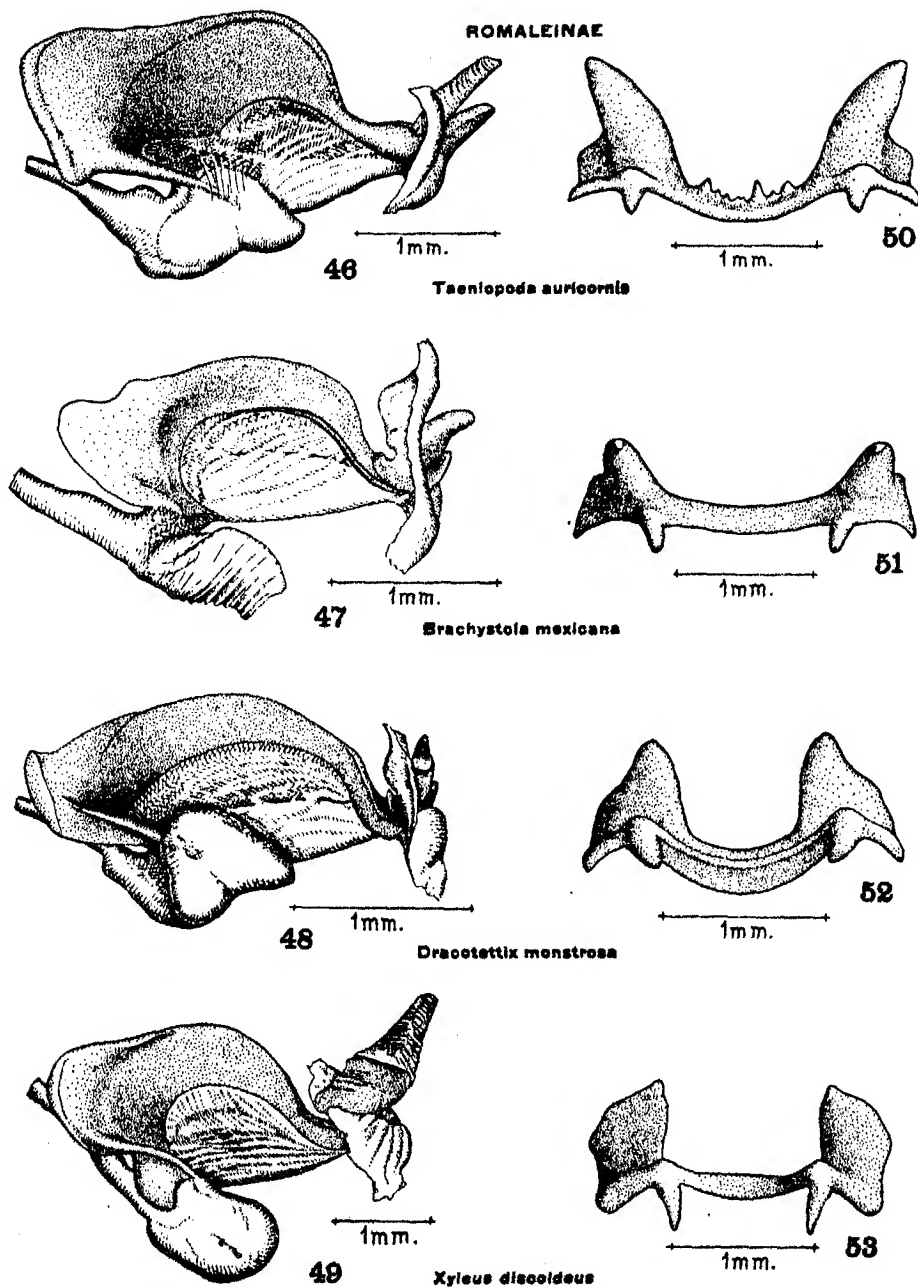 ROMALEINAE
1mm.
46
1mm.
50
Taeniopoda auricornis
1mm.
47
1mm.
51
Brachystola mexicana
1mm.
48
1mm.
52
Dracotettix monstrosa
1mm.
49
1mm.
53
Xyleus discoideus